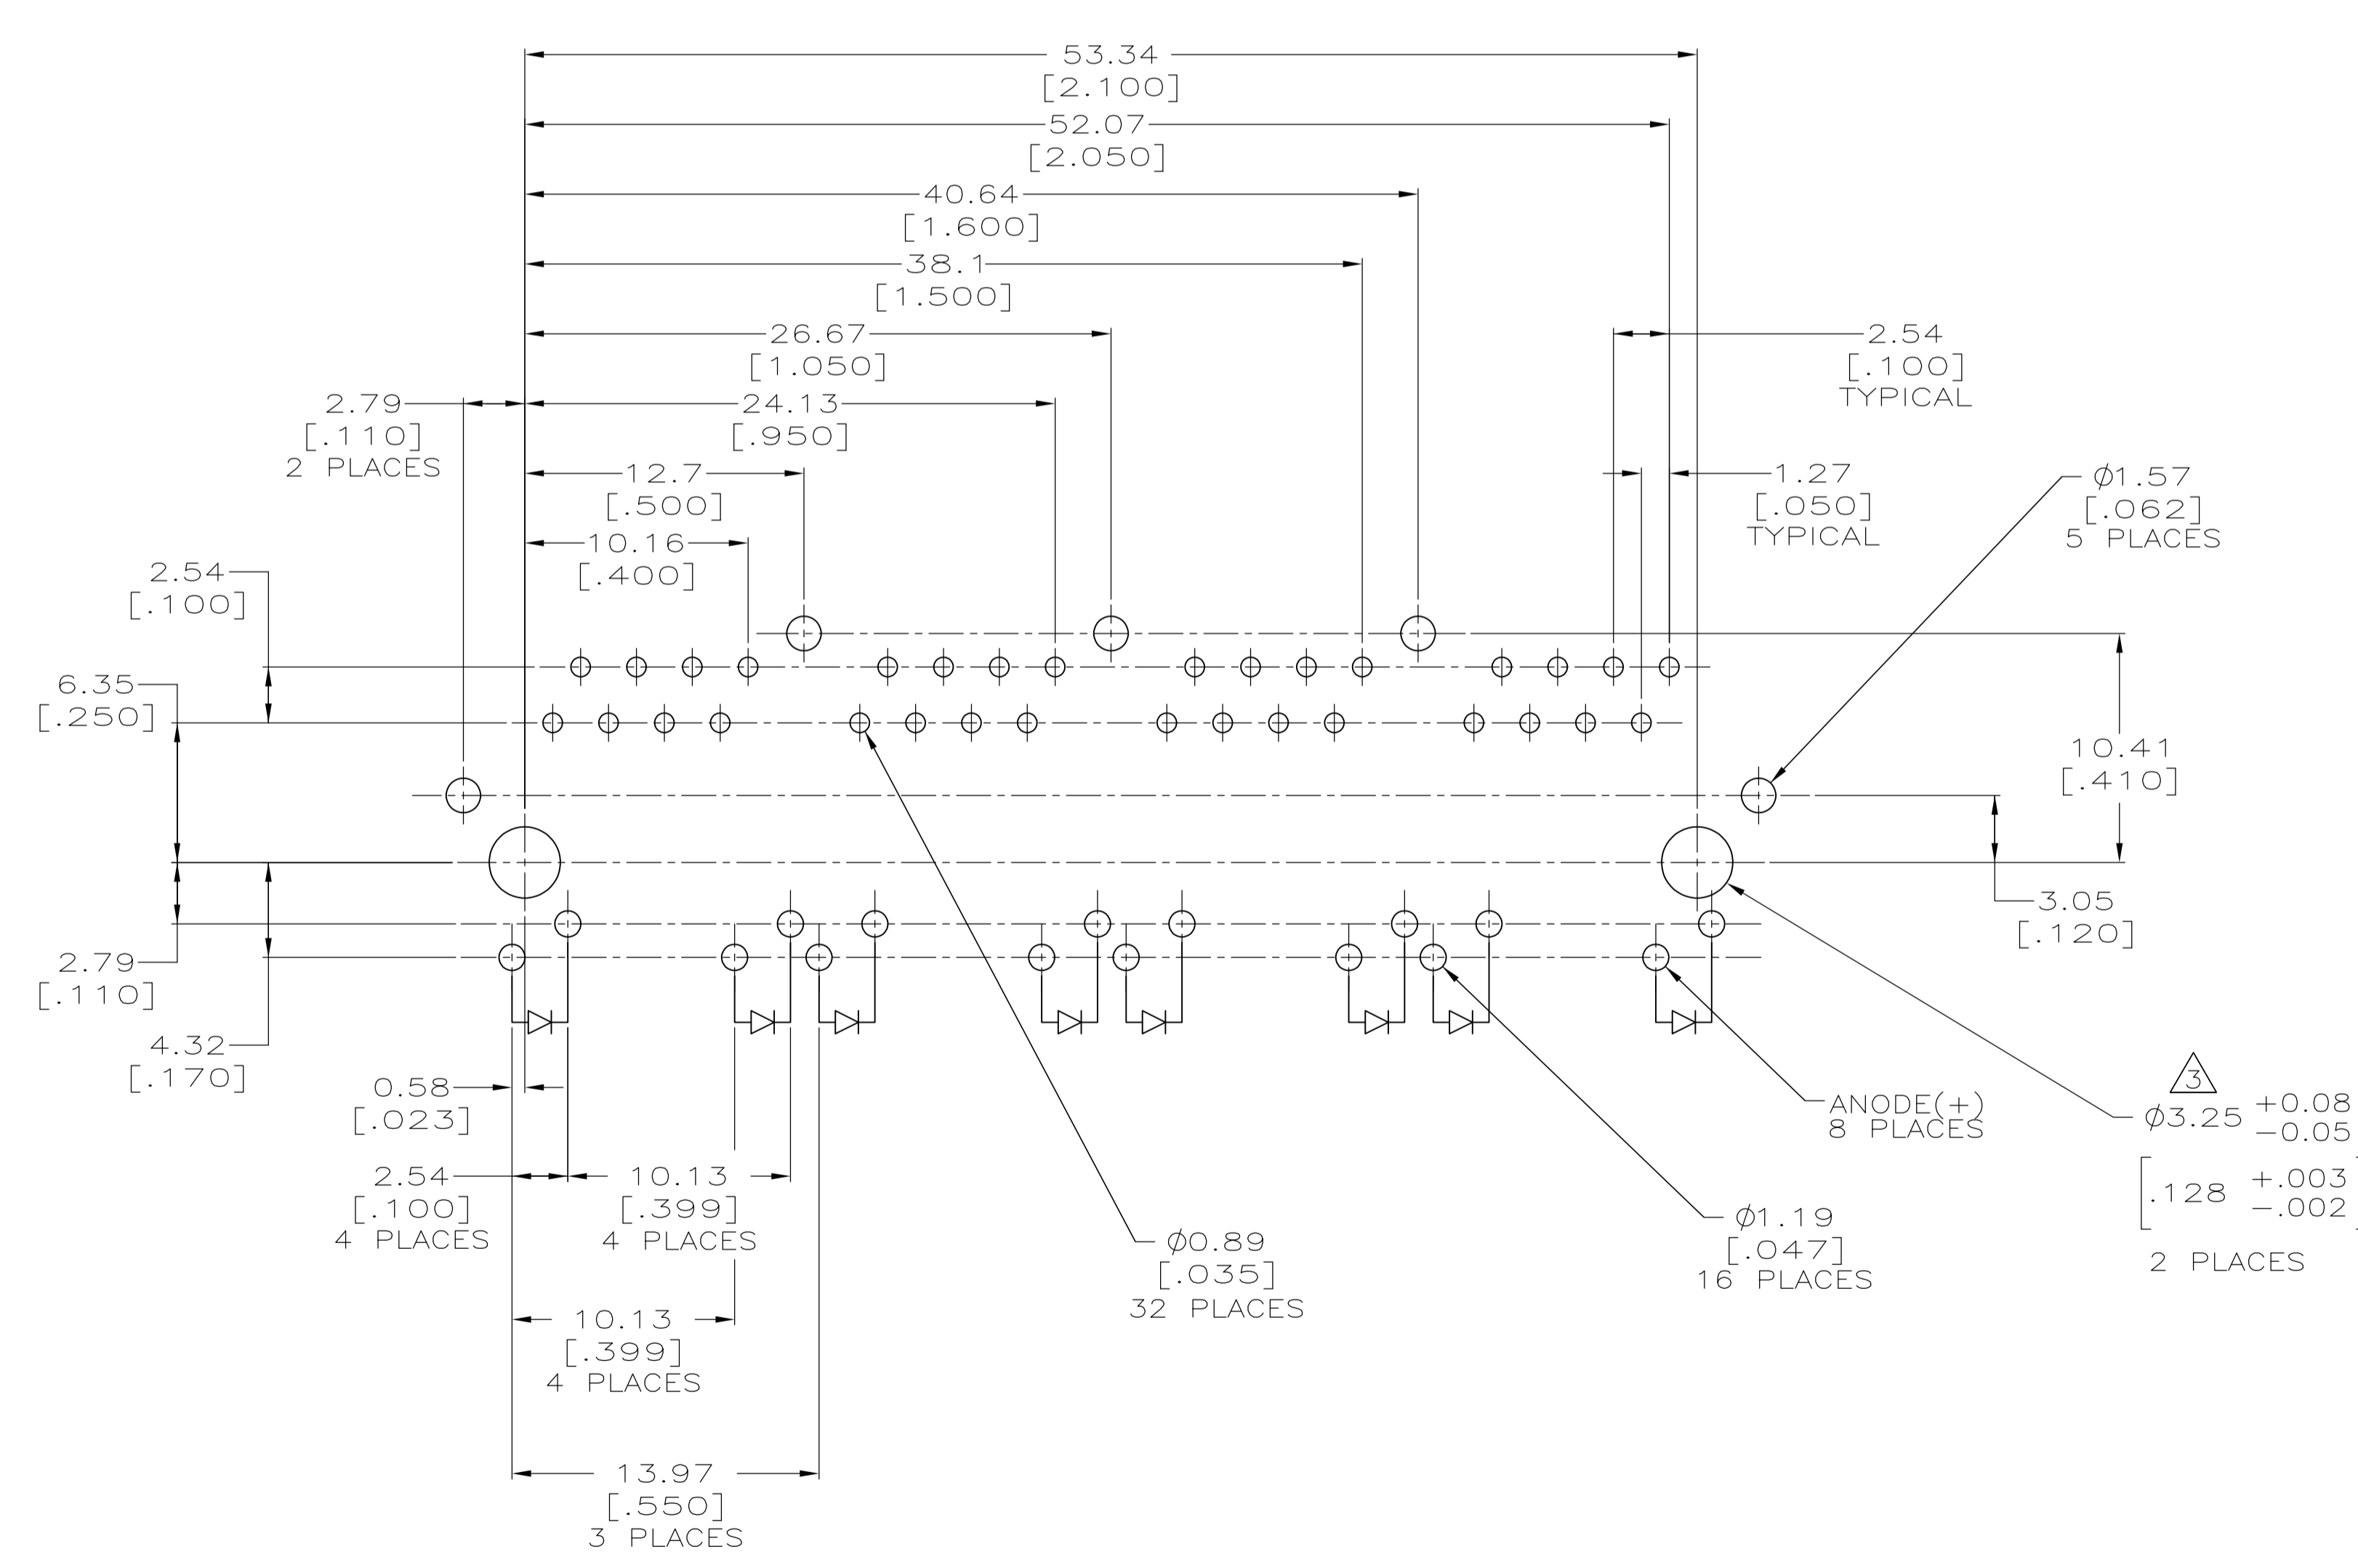 53.34
[2.100]
52.07
[2.050]
40.64
[1.600]
38.1
[1.500]
26.67
[1.050]
2.54
[.100]
TYPICAL
2.79
[.110]
2 PLACES
24.13
[.950]
12.7
[.500]
1.27
[.050]
TYPICAL
ϕ1.57
[.062]
5 PLACES
10.16
[.400]
2.54
[.100]
6.35
[.250]
10.41
[.410]
3.05
[.120]
2.79
[.110]
4.32
[.170]
0.58
[.023]
ANODE(+)
8 PLACES
3
ϕ3.25 +0.08 -0.05
[.128 +.003 -.002]
2 PLACES
2.54
[.100]
4 PLACES
10.13
[.399]
4 PLACES
ϕ0.89
[.035]
32 PLACES
ϕ1.19
[.047]
16 PLACES
10.13
[.399]
4 PLACES
13.97
[.550]
3 PLACES